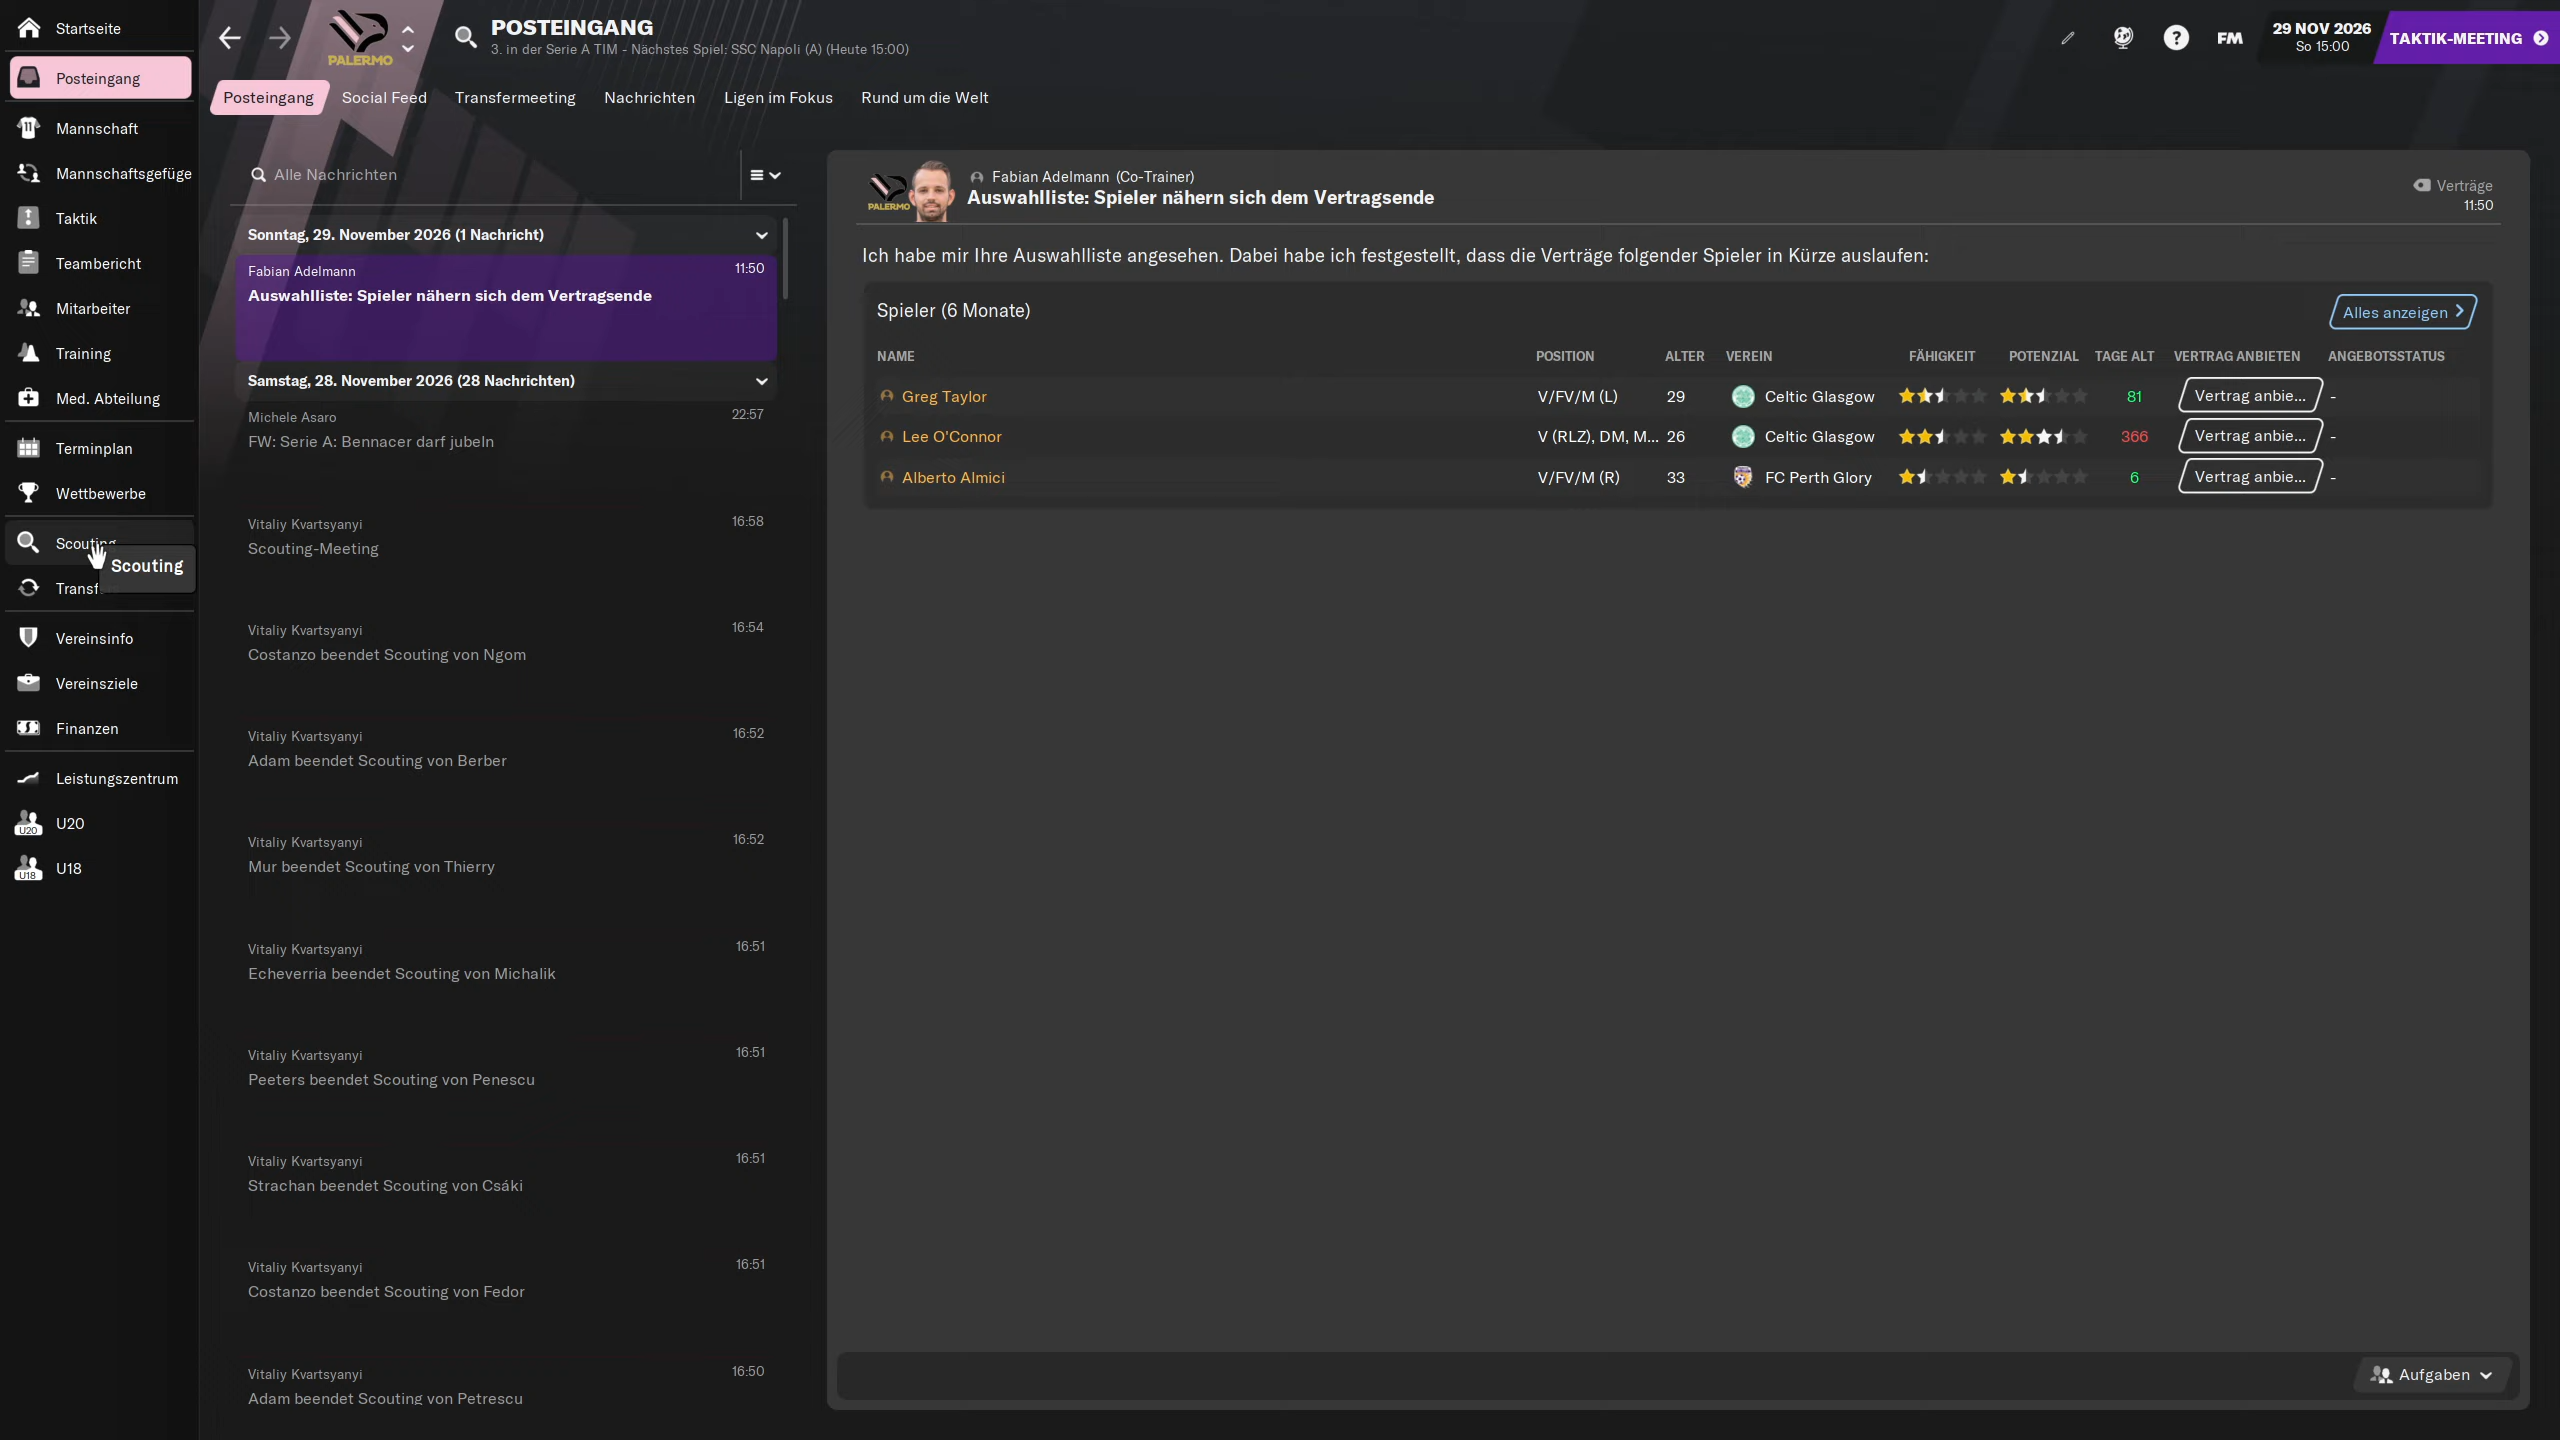 Startseite
Posteingang
Mannschaft
Mannschaftsgefüge
Taktik
Teambericht
Mitarbeiter
Training
Med. Abteilung
Terminplan
Wettbewerbe
Scouting
Scouting
Transf
Vereinsinfo
Vereinsziele
Finanzen
Leistungszentrum
U20
U20
U18
U18
PALERMO
POSTEINGANG
3. in der Serie A TIM - Nächstes Spiel: SSC Napoli (A) (Heute 15:00)
FM
29 NOV 2026
So 15:00
TAKTIK-MEETING
Posteingang Social Feed Transfermeeting Nachrichten Ligen im Fokus Rund um die Welt
Alle Nachrichten
Sonntag, 29. November 2026 (1 Nachricht)
Fabian Adelmann 11:50
Auswahlliste: Spieler nähern sich dem Vertragsende
Samstag, 28. November 2026 (28 Nachrichten)
Michele Asaro 22:57
FW: Serie A: Bennacer darf jubeln
Vitaliy Kvartsyanyi 16:58
Scouting-Meeting
Vitaliy Kvartsyanyi 16:54
Costanzo beendet Scouting von Ngom
Vitaliy Kvartsyanyi 16:52
Adam beendet Scouting von Berber
Vitaliy Kvartsyanyi 16:52
Mur beendet Scouting von Thierry
Vitaliy Kvartsyanyi 16:51
Echeverria beendet Scouting von Michalik
Vitaliy Kvartsyanyi 16:51
Peeters beendet Scouting von Penescu
Vitaliy Kvartsyanyi 16:51
Strachan beendet Scouting von Csáki
Vitaliy Kvartsyanyi 16:51
Costanzo beendet Scouting von Fedor
Vitaliy Kvartsyanyi 16:50
Adam beendet Scouting von Petrescu
PALERMO
Fabian Adelmann (Co-Trainer)
Auswahlliste: Spieler nähern sich dem Vertragsende
Verträge
11:50
Ich habe mir Ihre Auswahlliste angesehen. Dabei habe ich festgestellt, dass die Verträge folgender Spieler in Kürze auslaufen:
Spieler (6 Monate) Alles anzeigen
NAME POSITION ALTER VEREIN FÄHIGKEIT POTENZIAL TAGE ALT VERTRAG ANBIETEN ANGEBOTSSTATUS
Greg Taylor V/FV/M (L) 29 Celtic Glasgow 81 Vertrag anbie... -
Lee O'Connor V (RLZ), DM, M... 26 Celtic Glasgow 366 Vertrag anbie... -
Alberto Almici V/FV/M (R) 33 FC Perth Glory 6 Vertrag anbie... -
Aufgaben